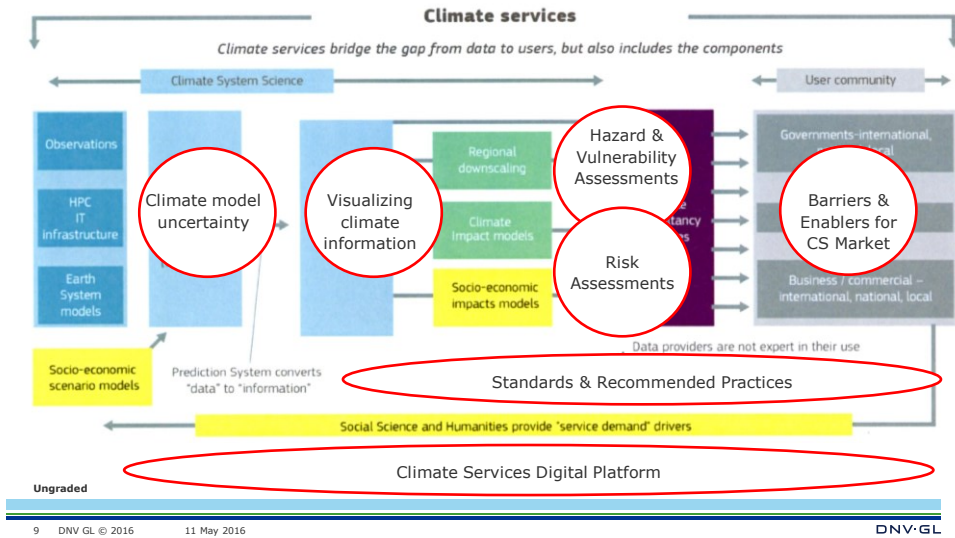 Climate services
Climate services bridge the gap from data to users, but also includes the components
Climate System Science
User community
Observations
HPC
IT
infrastructure
Earth
System
models
Socio-economic
scenario models
Climate model
uncertainty
Prediction System converts
"data" to "information"
Visualizing
climate
information
Regional
downscaling
Climate
Impact models
Socio-economic
impacts models
Hazard &
Vulnerability
Assessments
Risk
Assessments
Governments-international,
Barriers &
Enablers for
CS Market
Business / commercial –
international, national, local
Data providers are not expert in their use
Standards & Recommended Practices
Social Science and Humanities provide "service demand" drivers
Climate Services Digital Platform
Ungraded
9 DNV GL © 2016 11 May 2016
DNV·GL